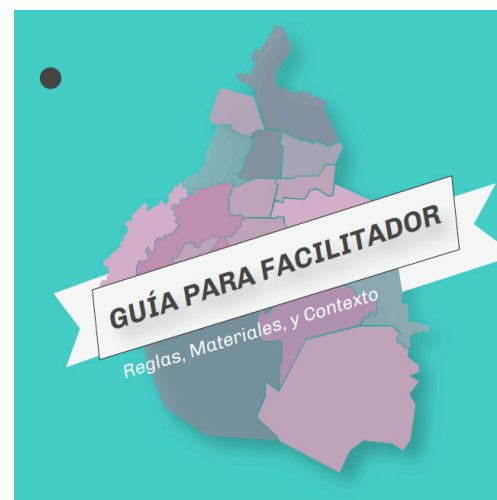 GUÍA PARA FACILITADOR
Reglas, Materiales, y Contexto